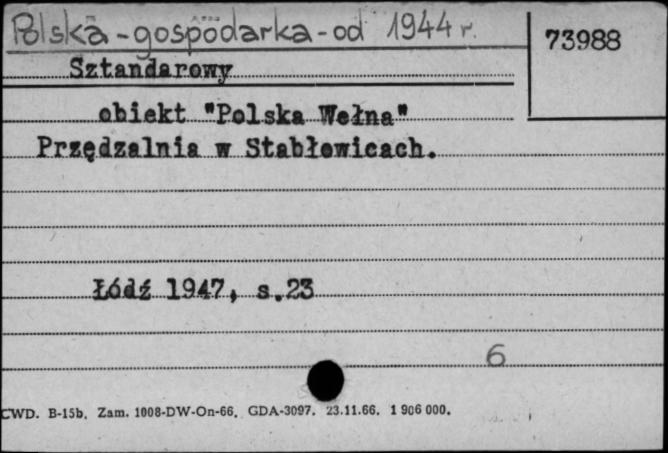 Polska-gospodarka-od 1944 r.
73988
Sztandarowy
obiekt "Polska Wełna"
Przędzalnia w Stabłowicach.
Łódź 1947, s.23
6
CWD. B-15b. Zam. 1008-DW-On-66. GDA-3097. 23.11.66. 1 906 000.